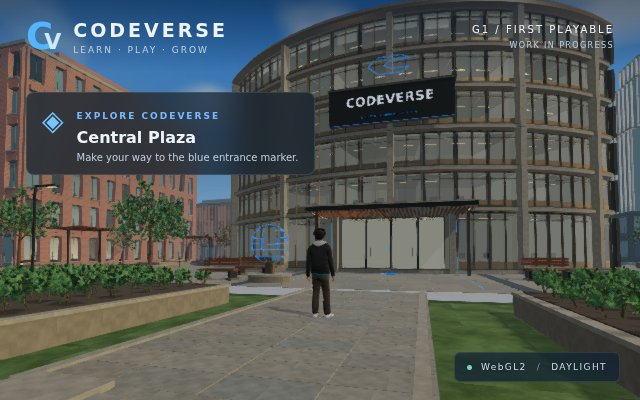 Cv CODEVERSE
LEARN · PLAY · GROW
G1 / FIRST PLAYABLE
WORK IN PROGRESS
EXPLORE CODEVERSE
Central Plaza
Make your way to the blue entrance marker.
CODEVERSE
WebGL2 / DAYLIGHT